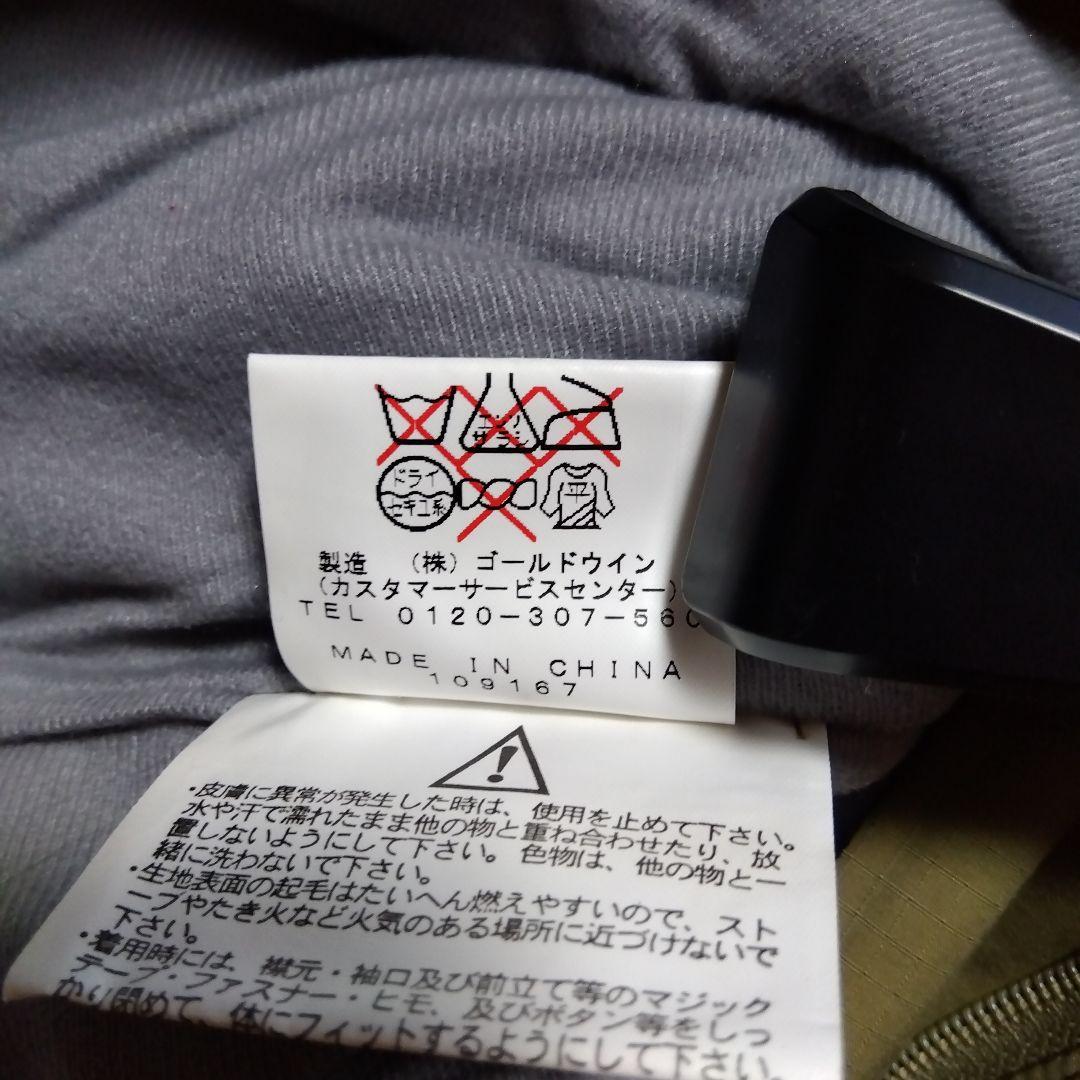 エンソ
サラシ
ドライ
セキユ系
平
製造 (株)ゴールドウイン
(カスタマーサービスセンター)
TEL 0120-307-560
MADE IN CHINA
109167
・皮膚に異常が発生した時は、使用を止めて下さい。
水や汗で濡れたまま他の物と重ね合わせたり、放
置しないようにして下さい。色物は、他の物と一
緒に洗わないで下さい。
・生地表面の起毛はたいへん燃えやすいので、スト
ーブやたき火など火気のある場所に近づけないで
下さい。
・着用時には、襟元・袖口及び前立て等のマジック
テープ・ファスナー・ヒモ、及びボタン等をしっ
かり閉めて、体にフィットするようにして下さい。